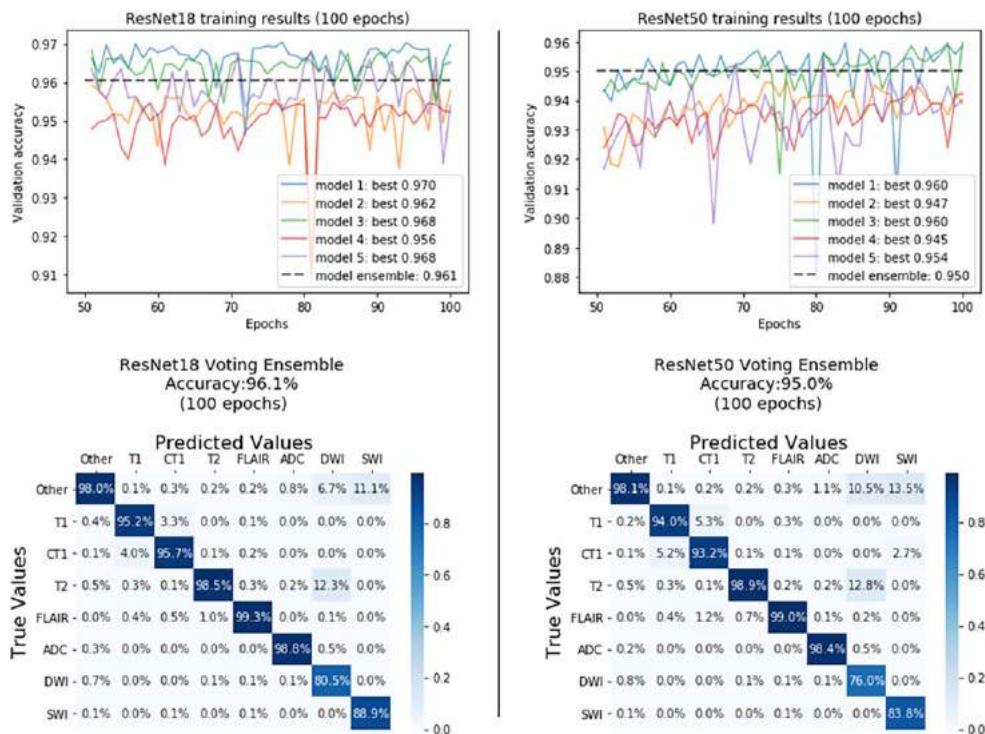 ResNet18 training results (100 epochs)
0.97
0.96
0.95
0.94
0.93
0.92
0.91
Validation accuracy
model 1: best 0.970
model 2: best 0.962
model 3: best 0.968
model 4: best 0.956
model 5: best 0.968
model ensemble: 0.961
50 60 70 80 90 100
Epochs
ResNet50 training results (100 epochs)
0.96
0.95
0.94
0.93
0.92
0.91
0.90
0.89
0.88
Validation accuracy
model 1: best 0.960
model 2: best 0.947
model 3: best 0.960
model 4: best 0.945
model 5: best 0.954
model ensemble: 0.950
50 60 70 80 90 100
Epochs
ResNet18 Voting Ensemble
Accuracy:96.1%
(100 epochs)
Predicted Values
Other T1 CT1 T2 FLAIR ADC DWI SWI
True Values
Other 98.0% 0.1% 0.3% 0.2% 0.2% 0.8% 6.7% 11.1%
T1 0.4% 95.2% 3.3% 0.0% 0.1% 0.0% 0.0% 0.0%
CT1 0.1% 4.0% 95.7% 0.1% 0.2% 0.0% 0.0% 0.0%
T2 0.5% 0.3% 0.1% 98.5% 0.3% 0.2% 12.3% 0.0%
FLAIR 0.0% 0.4% 0.5% 1.0% 99.3% 0.0% 0.1% 0.0%
ADC 0.3% 0.0% 0.0% 0.0% 0.0% 98.8% 0.5% 0.0%
DWI 0.7% 0.0% 0.0% 0.1% 0.1% 0.1% 80.5% 0.0%
SWI 0.1% 0.0% 0.0% 0.0% 0.0% 0.0% 0.0% 88.9%
0.8
0.6
0.4
0.2
0.0
ResNet50 Voting Ensemble
Accuracy:95.0%
(100 epochs)
Predicted Values
Other T1 CT1 T2 FLAIR ADC DWI SWI
True Values
Other 98.1% 0.1% 0.2% 0.2% 0.3% 1.1% 10.5% 13.5%
T1 0.2% 94.0% 5.3% 0.0% 0.3% 0.0% 0.0% 0.0%
CT1 0.1% 5.2% 93.2% 0.1% 0.1% 0.0% 0.0% 2.7%
T2 0.5% 0.3% 0.1% 98.9% 0.2% 0.2% 12.8% 0.0%
FLAIR 0.0% 0.4% 1.2% 0.7% 99.0% 0.1% 0.2% 0.0%
ADC 0.2% 0.0% 0.0% 0.0% 0.0% 98.4% 0.5% 0.0%
DWI 0.8% 0.0% 0.0% 0.1% 0.1% 0.1% 76.0% 0.0%
SWI 0.1% 0.0% 0.0% 0.0% 0.0% 0.0% 0.0% 83.8%
0.8
0.6
0.4
0.2
0.0